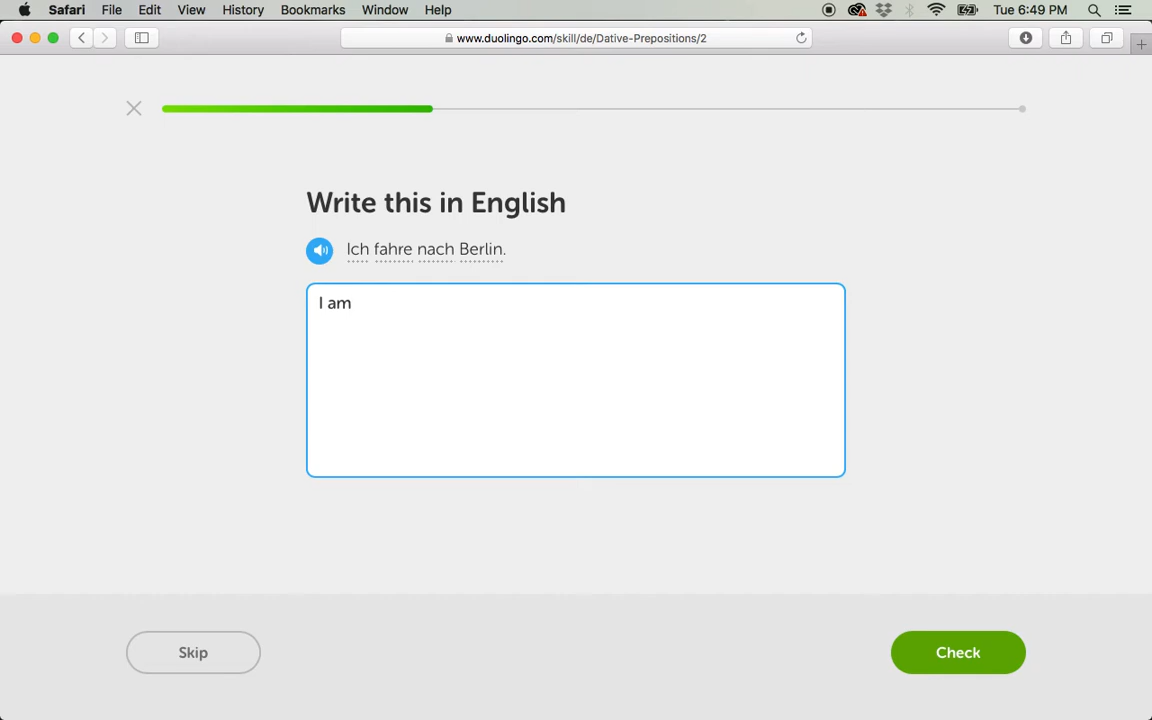 Safari File Edit View History Bookmarks Window Help Tue 6:49 PM
www.duolingo.com/skill/de/Dative-Prepositions/2
Write this in English
Ich fahre nach Berlin.
I am
Skip
Check